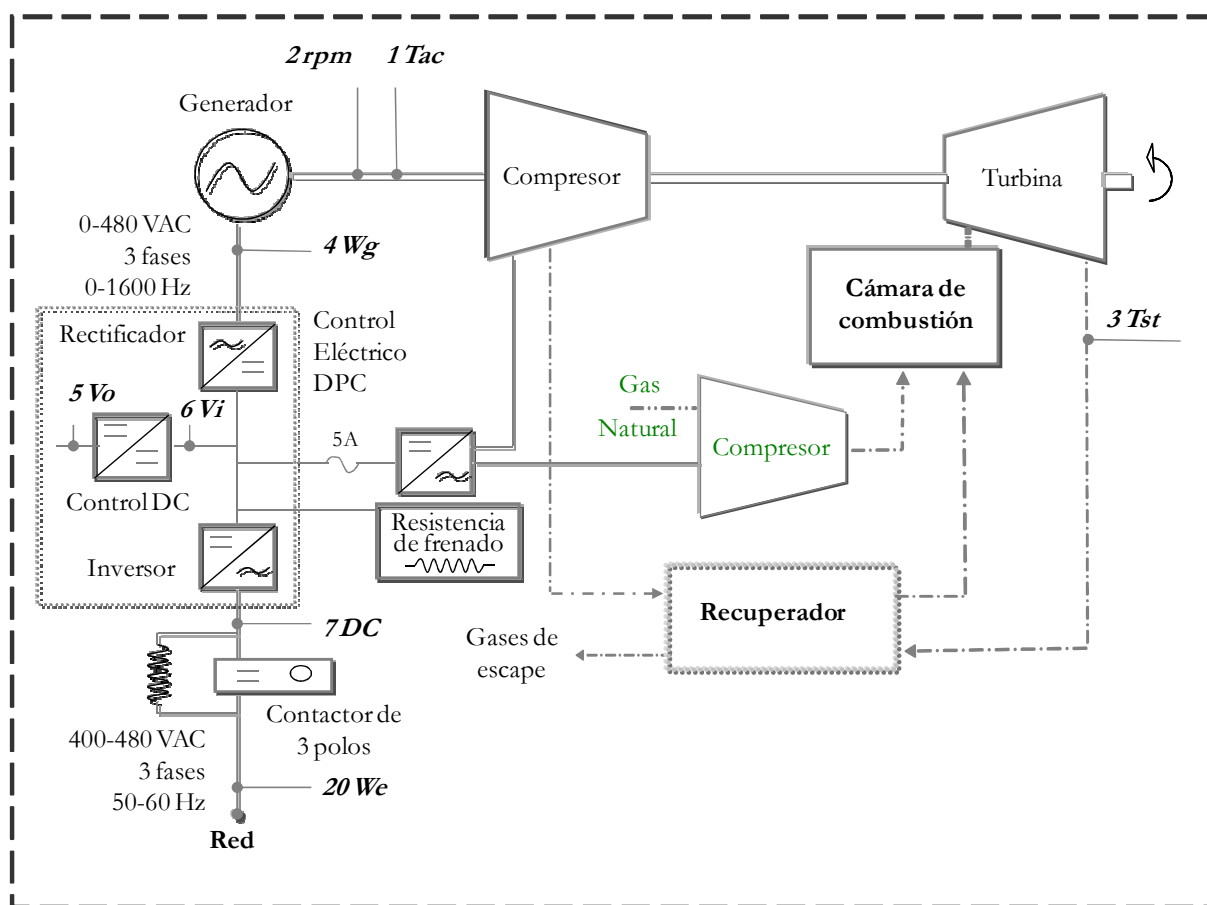 2 rpm
1 Tac
Generador
Compresor
Turbina
0-480 VAC
3 fases
0-1600 Hz
4 Wg
Cámara de
combustión
3 Tst
Rectificador
Control
Eléctrico
DPC
5 Vo
6 Vi
Gas
Natural
Compresor
5A
Control DC
Resistencia
de frenado
Inversor
Recuperador
7 DC
Gases de
escape
Contactor de
3 polos
400-480 VAC
3 fases
50-60 Hz
20 We
Red